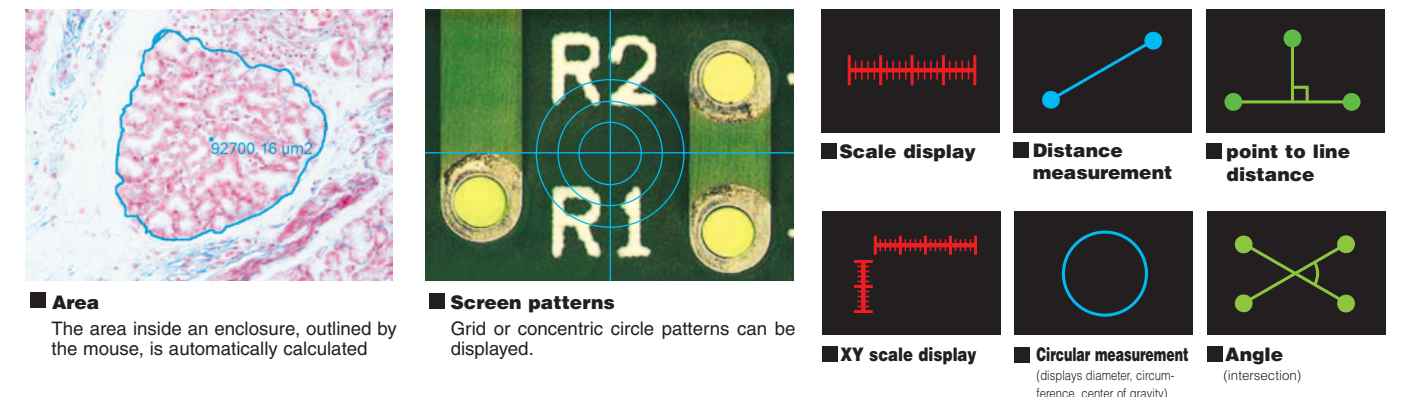 92700.16 μm2
Area
The area inside an enclosure, outlined by
the mouse, is automatically calculated
R2
R1
Screen patterns
Grid or concentric circle patterns can be
displayed.
Scale display
Distance
measurement
point to line
distance
XY scale display
Circular measurement
(displays diameter, circum-
ference, center of gravity)
Angle
(intersection)